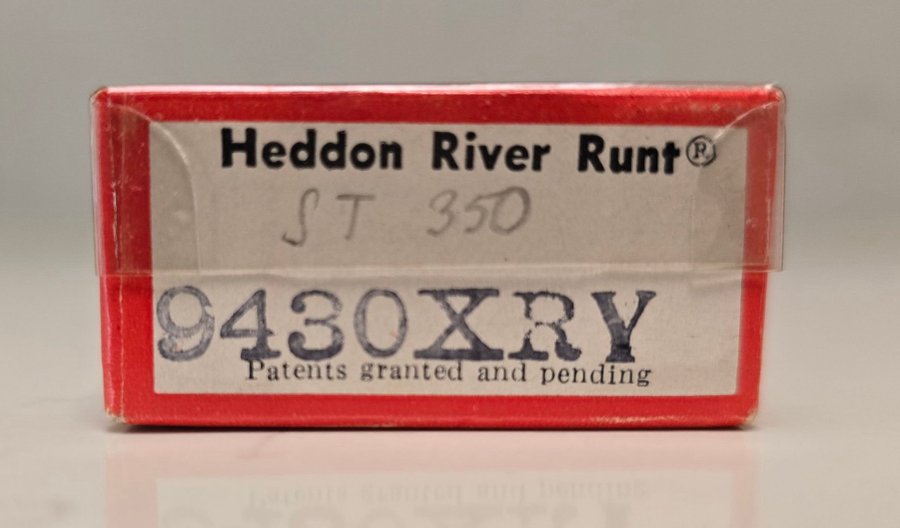 Heddon River Runt®
ST 350
9430XRY
Patents granted and pending